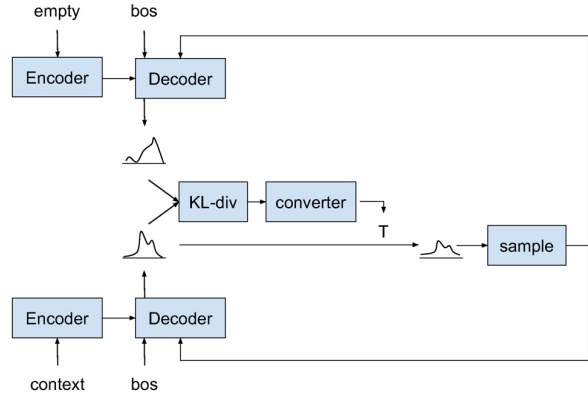 empty bos
Encoder Decoder
KL-div converter
T
sample
Encoder Decoder
context bos